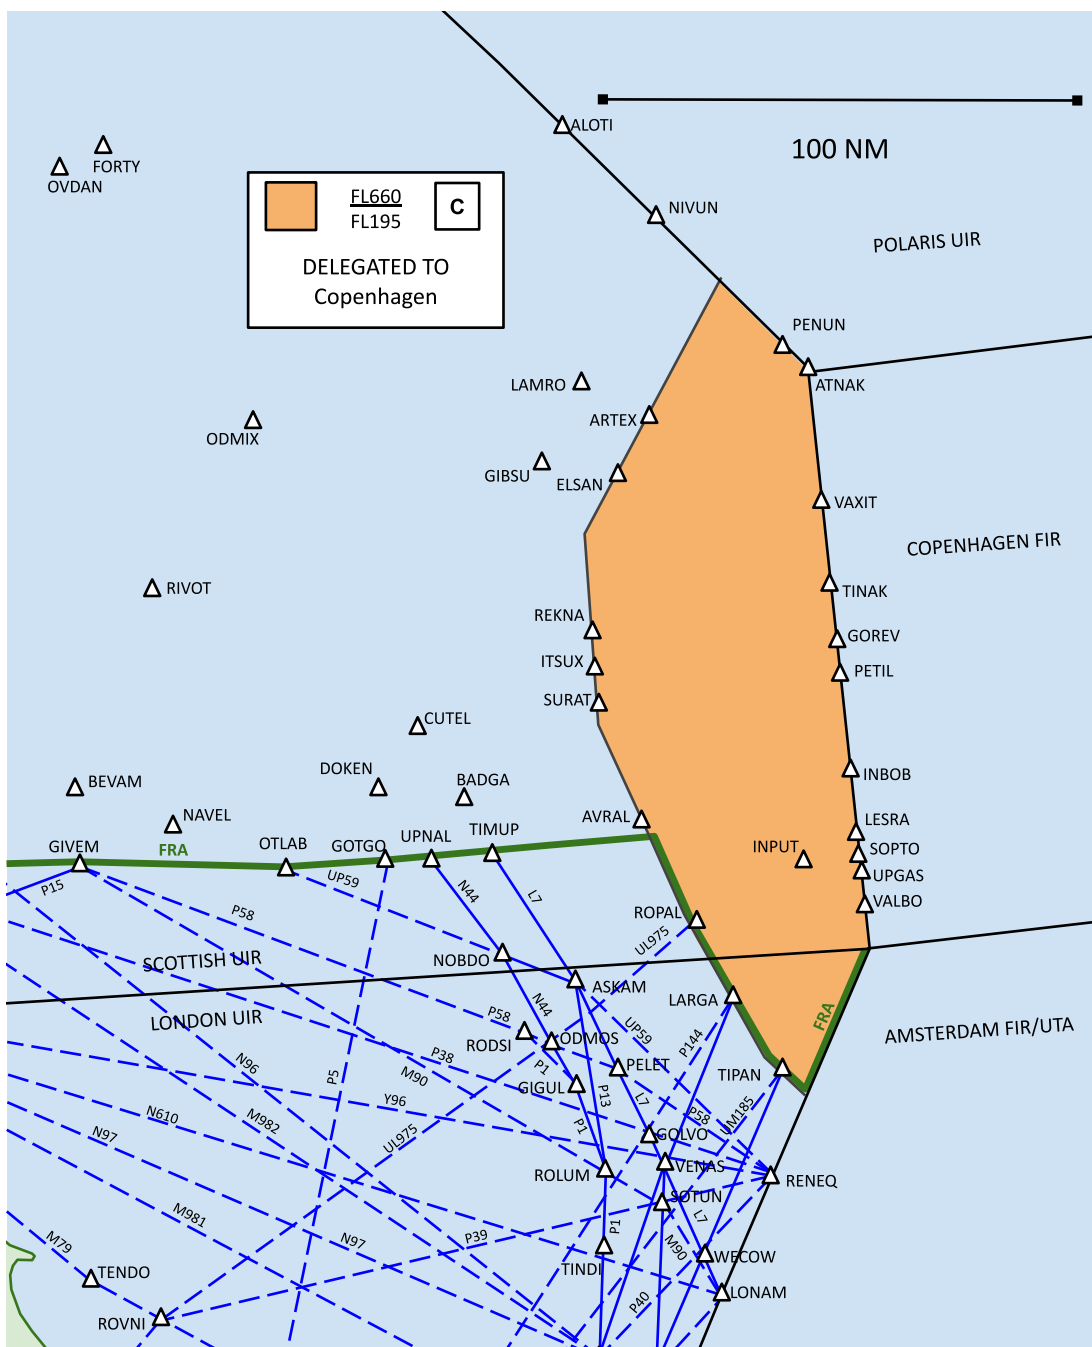 ALOTI
100 NM
FORTY
OVDAN
FL660
FL195
C
DELEGATED TO
Copenhagen
NIVUN
POLARIS UIR
PENUN
ATNAK
LAMRO
ARTEX
ODMIX
GIBSU
ELSAN
VAXIT
COPENHAGEN FIR
RIVOT
TINAK
REKNA
GOREV
ITSUX
PETIL
SURAT
CUTEL
DOKEN
BADGA
BEVAM
INBOB
NAVEL
AVRAL
LESRA
GIVEM
FRA
OTLAB
GOTGO
UPNAL
TIMUP
INPUT
SOPTO
UPGAS
P15
UP59
N44
L7
VALBO
P58
ROPAL
UL975
SCOTTISH UIR
NOBDO
ASKAM
LARGA
LONDON UIR
N44
P58
UP59
P144
FRA
AMSTERDAM FIR/UTA
RODSI
ODMOS
P38
P1
PELET
TIPAN
N96
M90
P5
GIGUL
P13
Y96
L7
P58
UM185
N610
M982
UL975
P1
GOLVO
N97
ROLUM
VENAS
RENEQ
SOTUN
M981
P1
L7
M79
N97
P39
M90
WECOW
TENDO
TINDI
P40
LONAM
ROVNI